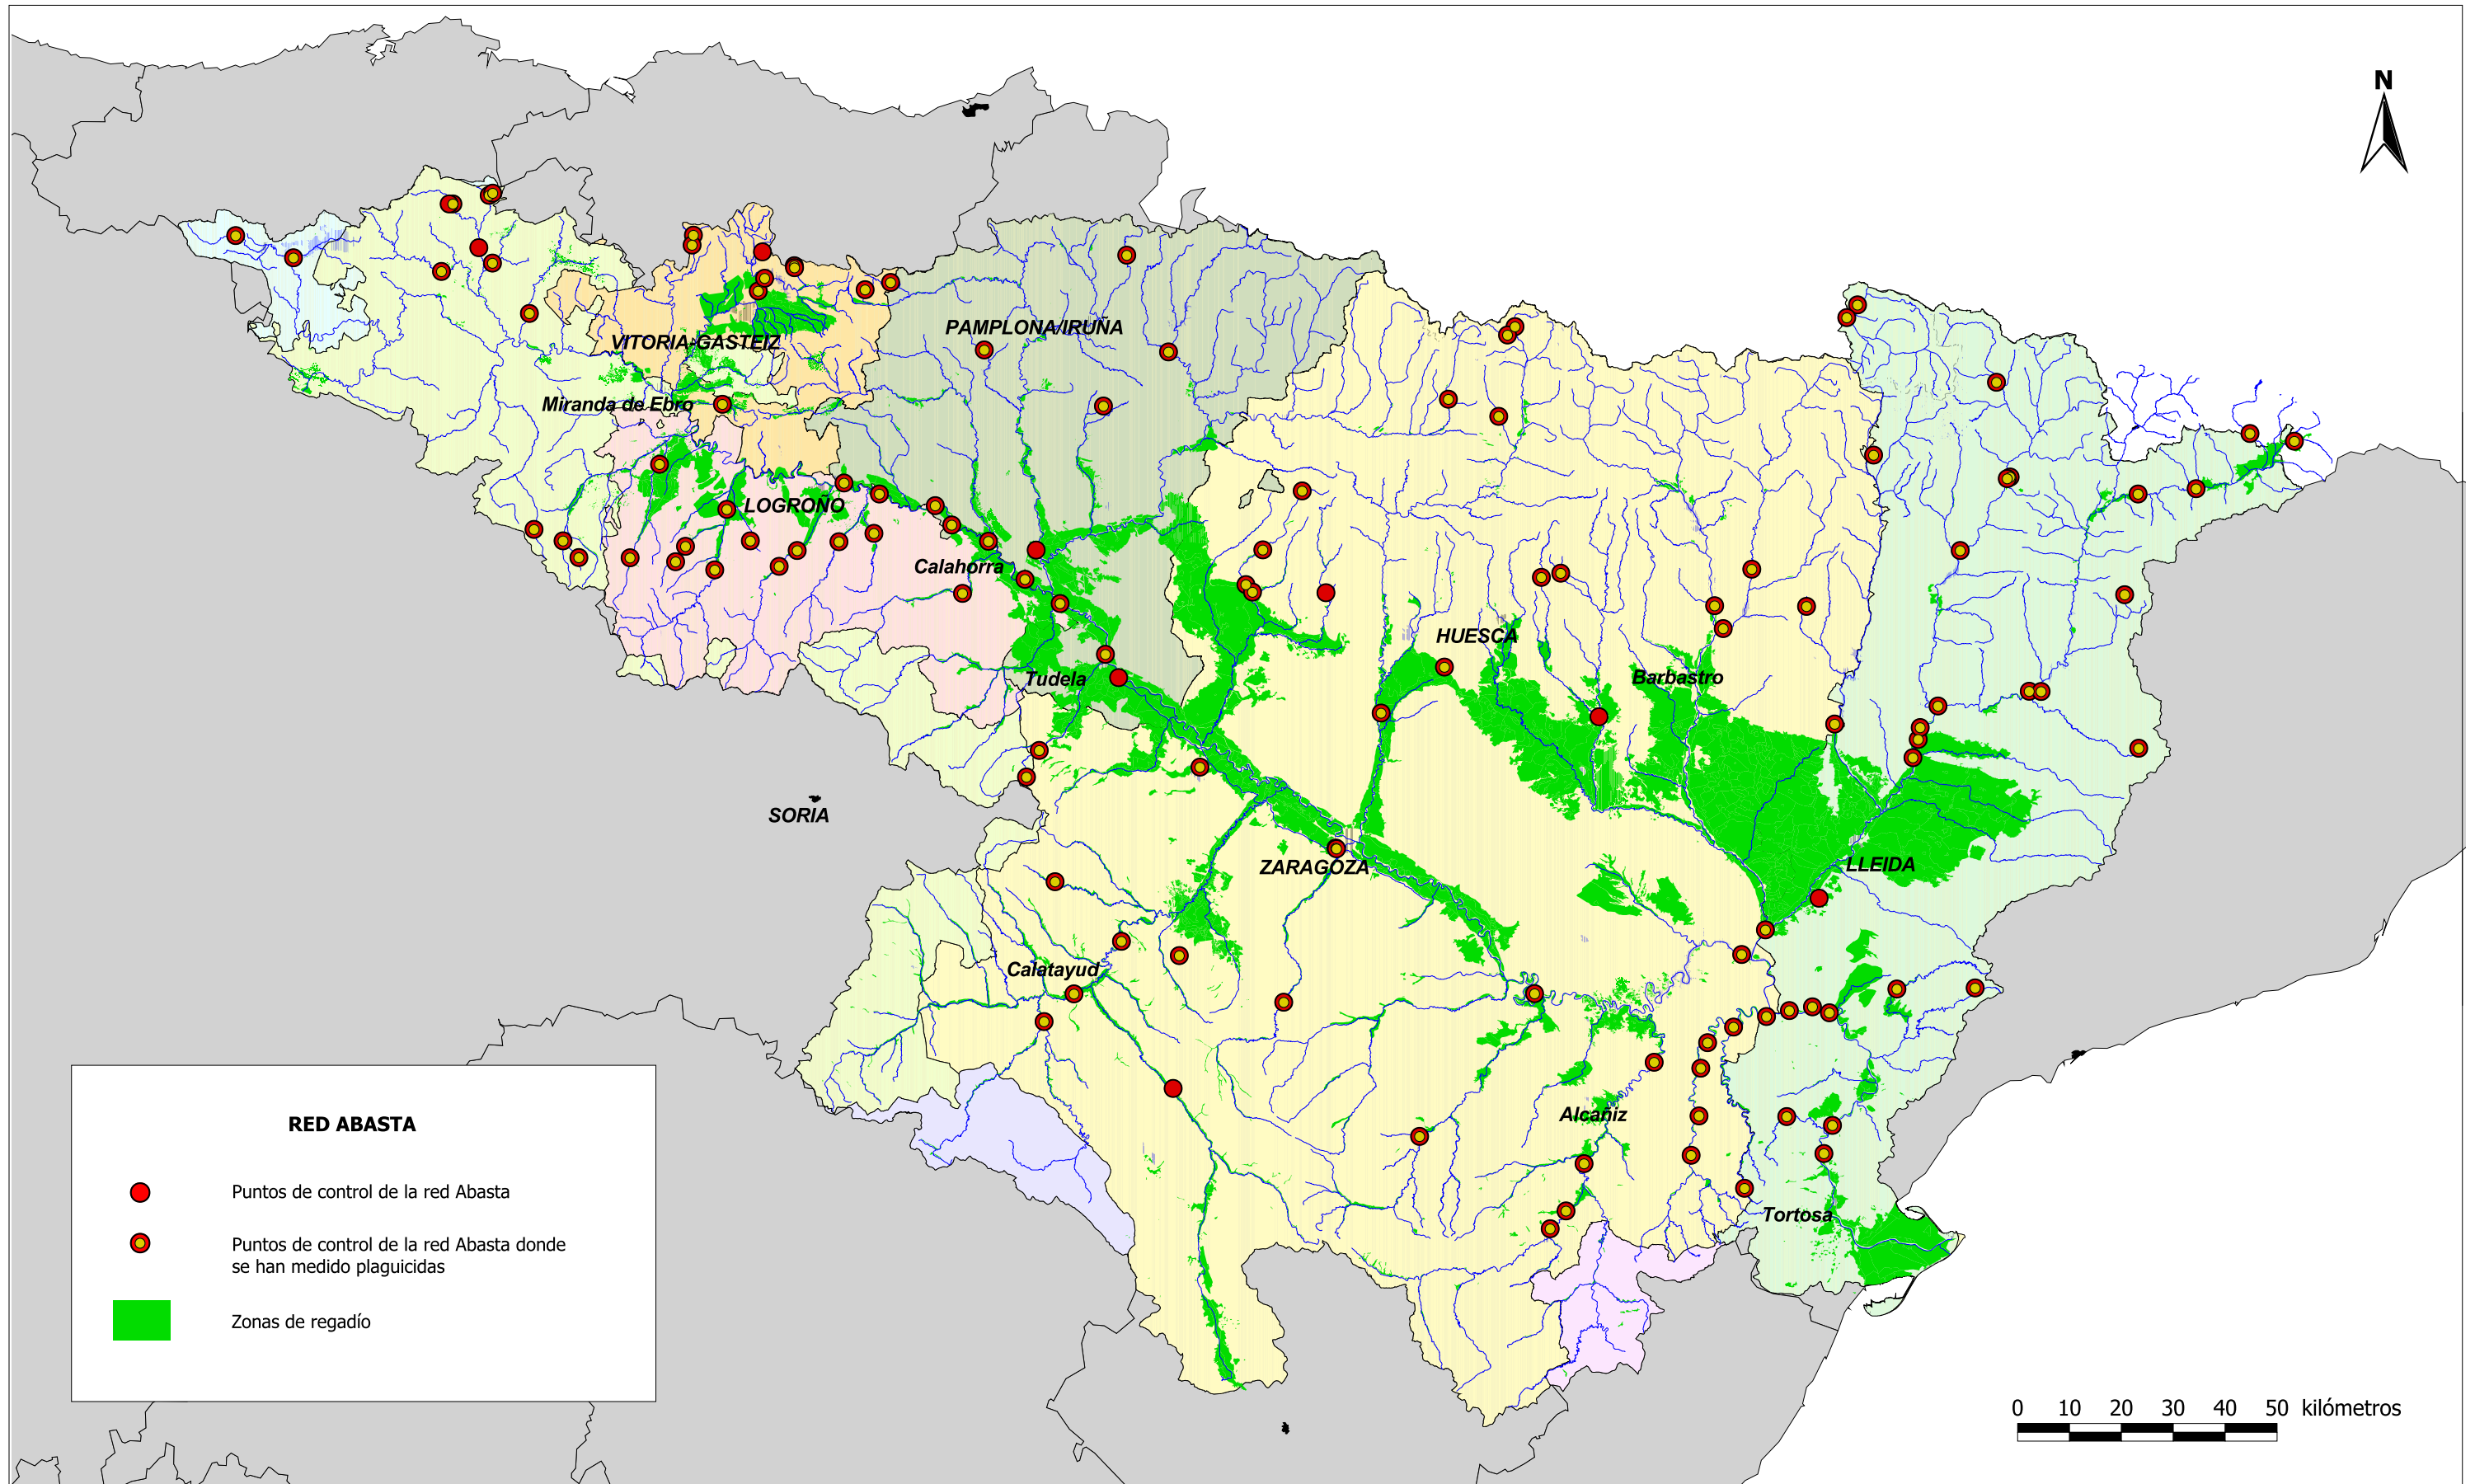 N
PAMPLONA/IRUÑA
VITORIA-GASTEIZ
Miranda de Ebro
LOGROÑO
Calahorra
HUESCA
Tudela
Barbastro
SORIA
ZARAGOZA
LLEIDA
Calatayud
Alcañiz
Tortosa
RED ABASTA
Puntos de control de la red Abasta
Puntos de control de la red Abasta donde
se han medido plaguicidas
Zonas de regadío
0 10 20 30 40 50 kilómetros